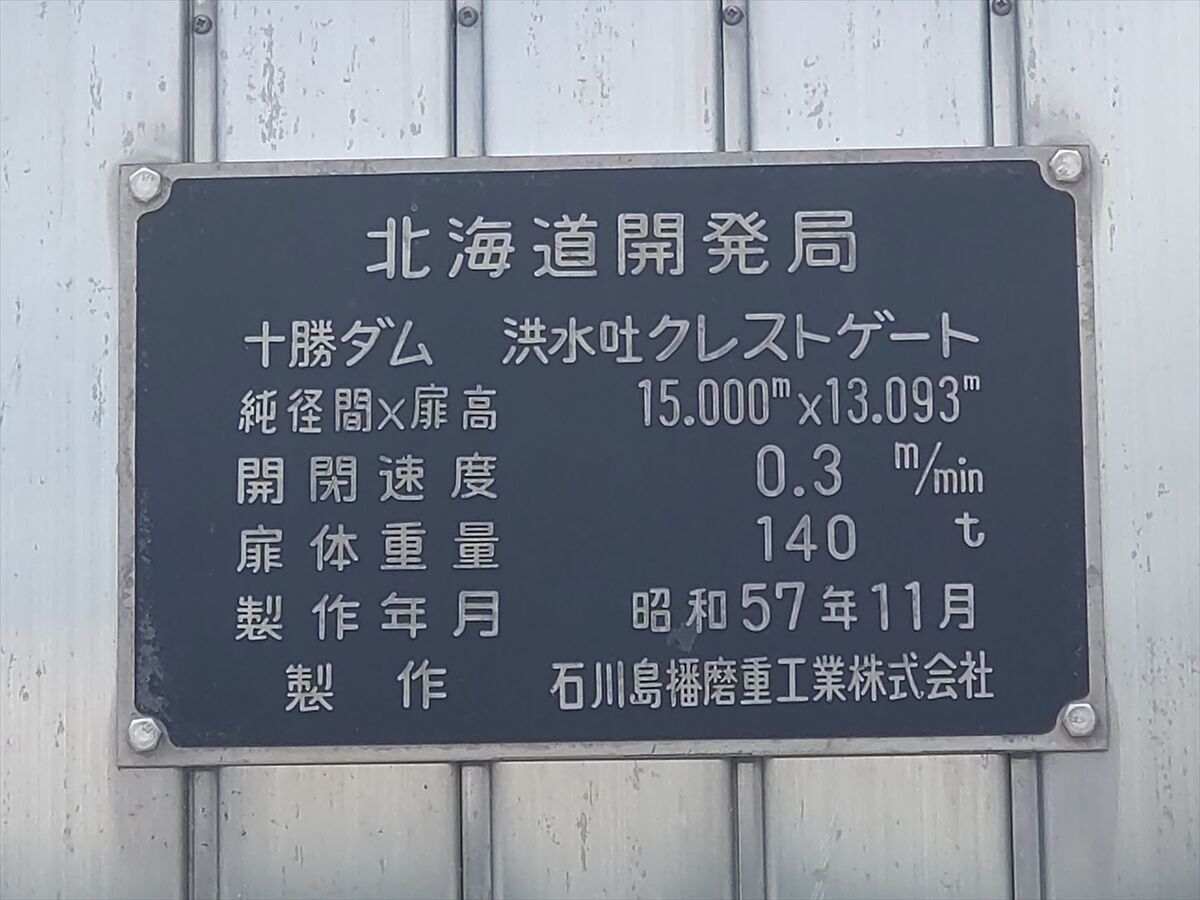 北海道開発局
十勝ダム 洪水吐クレストゲート
純径間×扉高 15.000m×13.093m
開閉速度 0.3 m/min
扉体重量 140 t
製作年月 昭和57年11月
製作 石川島播磨重工業株式会社